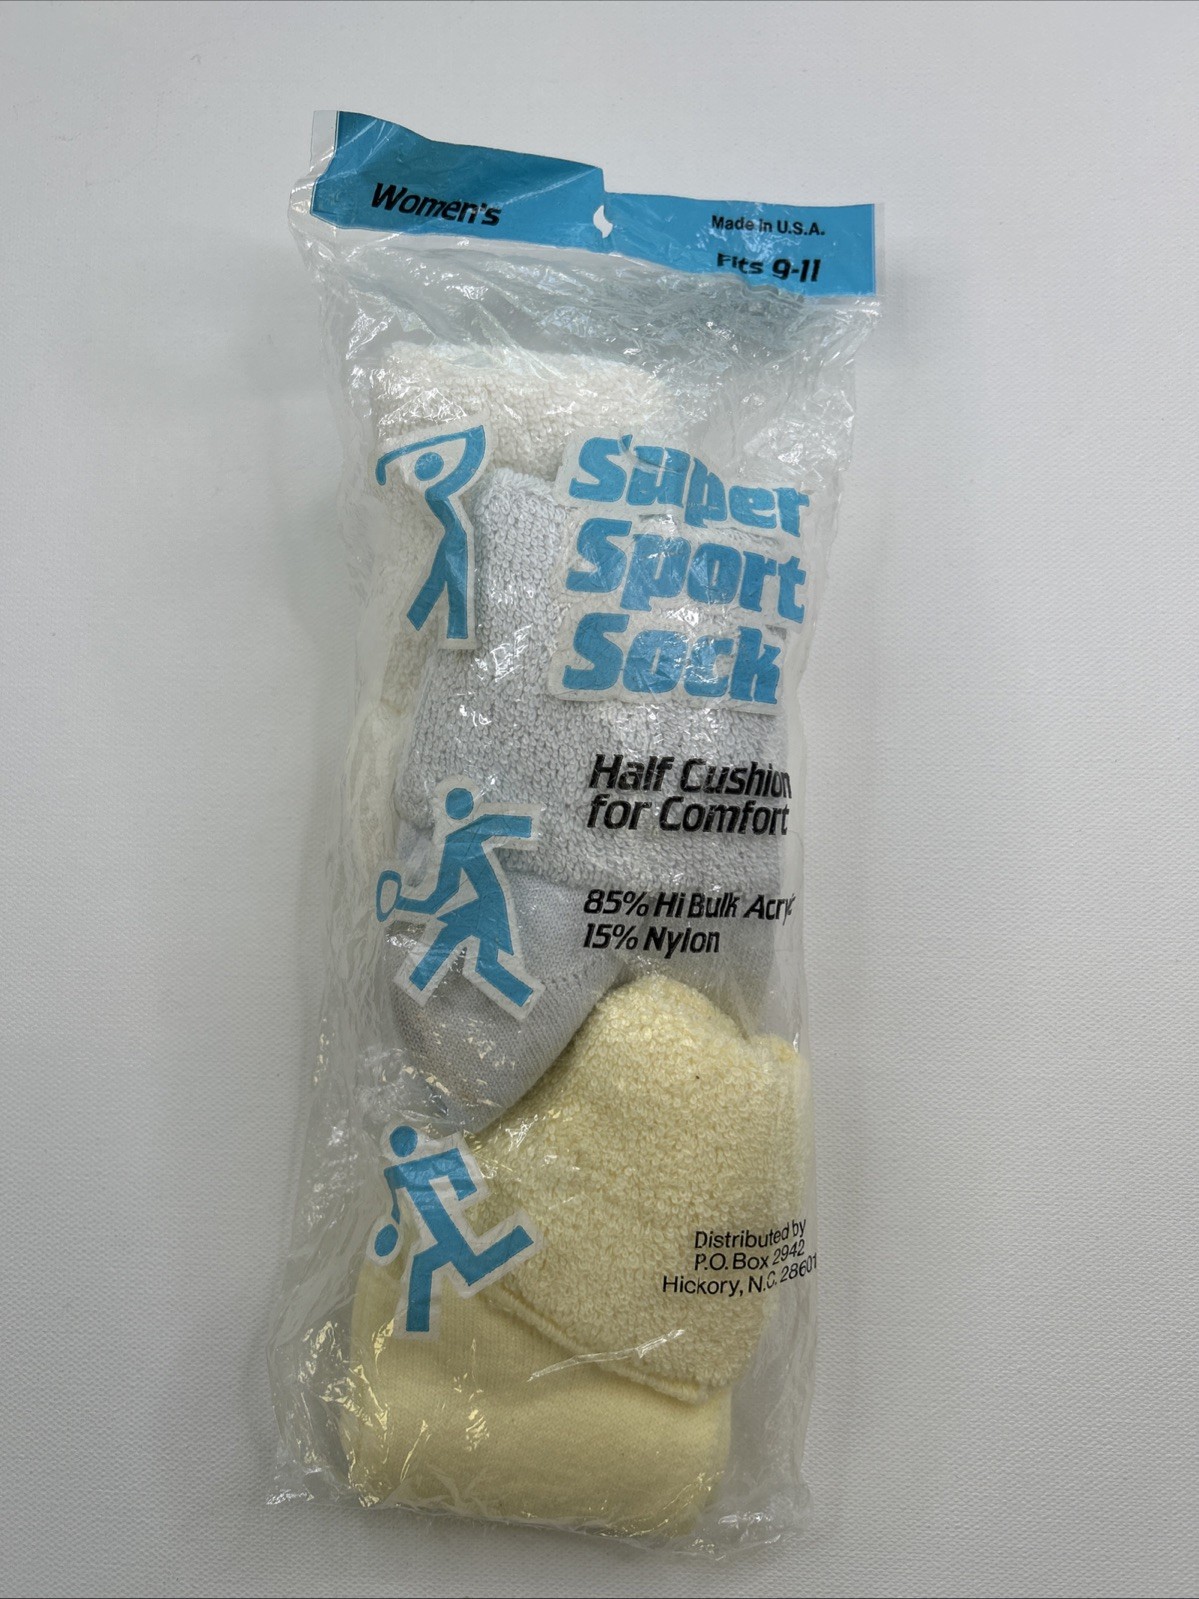 Women's
Made in U.S.A.
Fits 9-11
Super
Sport
Sock
Half Cushion
for Comfort
85% Hi Bulk
15% Nylon
Distributed by
P.O. Box 2942
Hickory, N.C. 28601